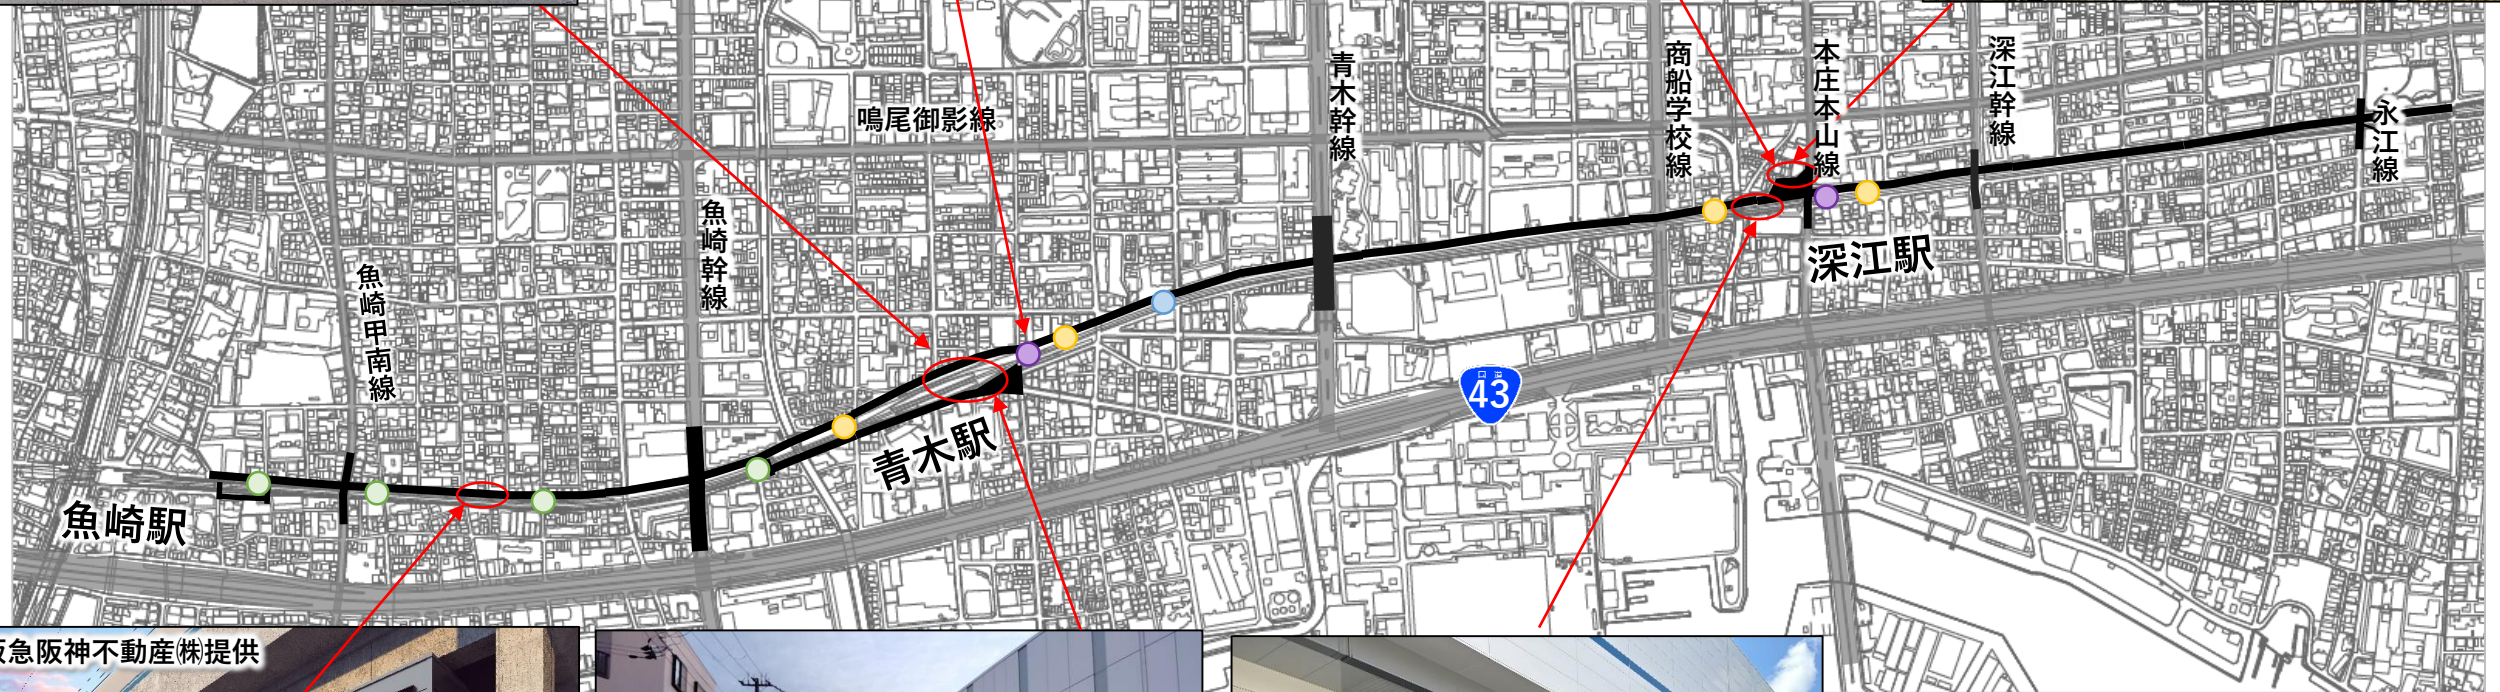 鳴尾御影線
青木幹線
商船学校線
本庄本山線
深江幹線
永江線
魚崎幹線
魚崎甲南線
深江駅
43
青木駅
魚崎駅
急阪神不動産㈱提供